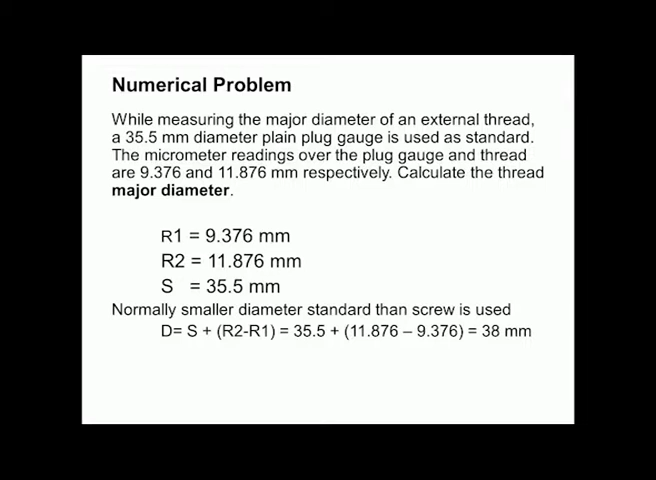 Numerical Problem
While measuring the major diameter of an external thread,
a 35.5 mm diameter plain plug gauge is used as standard.
The micrometer readings over the plug gauge and thread
are 9.376 and 11.876 mm respectively. Calculate the thread
major diameter.
R1 = 9.376 mm
R2 = 11.876 mm
S = 35.5 mm
Normally smaller diameter standard than screw is used
D= S + (R2-R1) = 35.5 + (11.876 – 9.376) = 38 mm